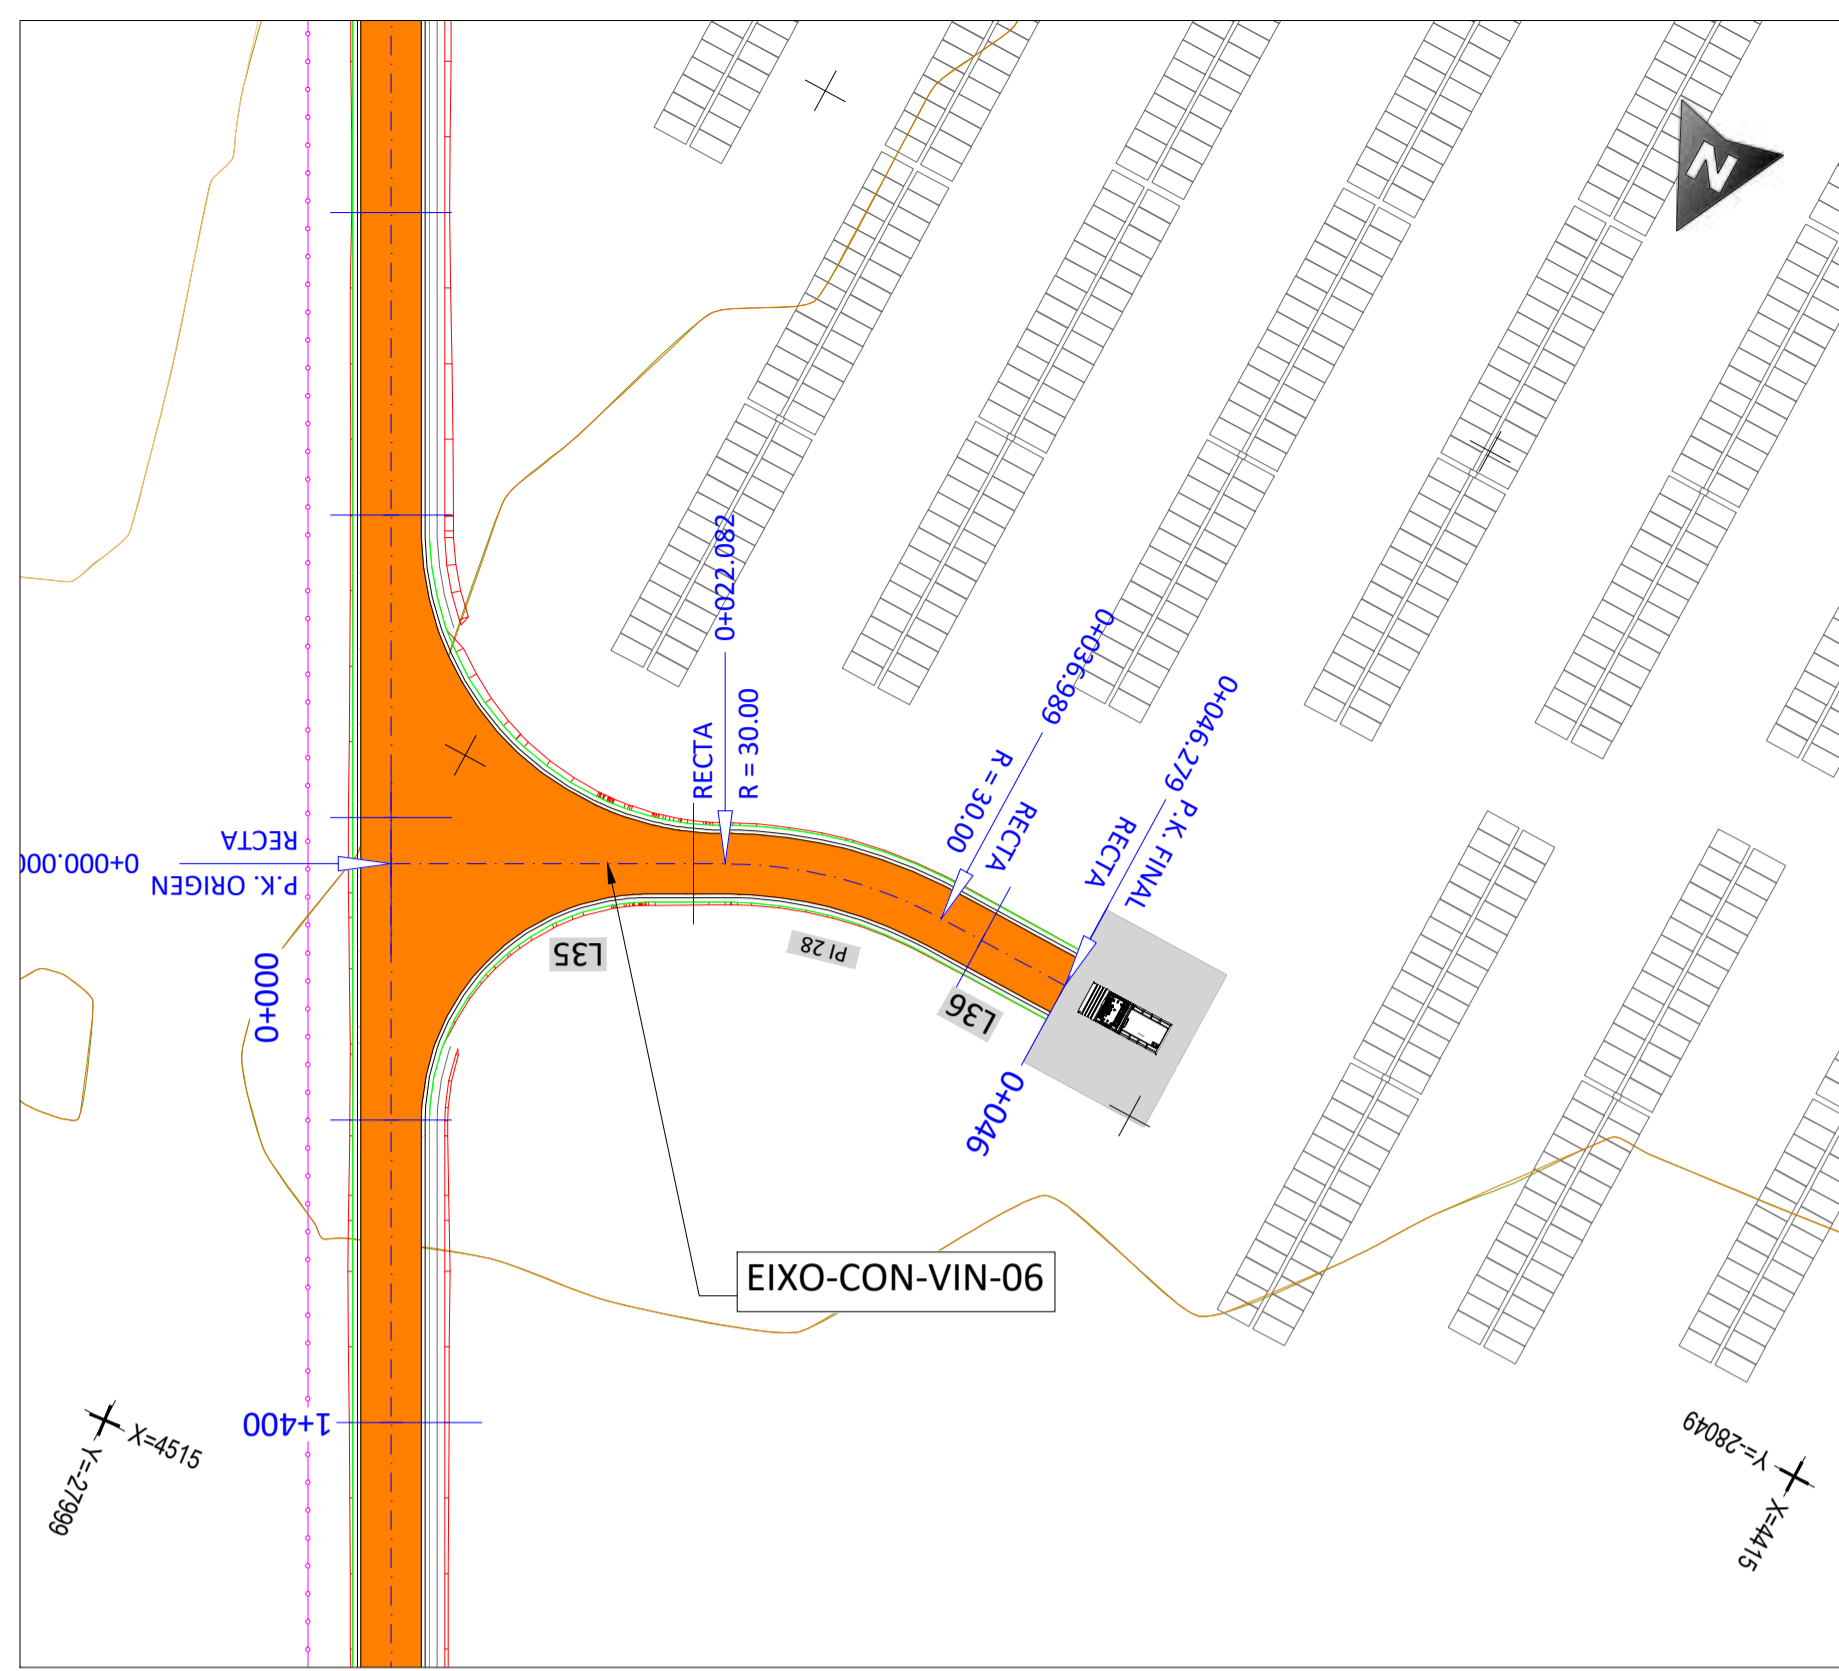 N
0+022.082
RECTA
R = 30.00
0+036.989
R = 30.00
RECTA
0+046.279 P.K. FINAL
RECTA
RECTA
0+000.000
P.K. ORIGEN
0+000
L35
PI 28
L36
0+046
EIXO-CON-VIN-06
1+400
X=4515
Y=-27999
Y=-28049
X=4415